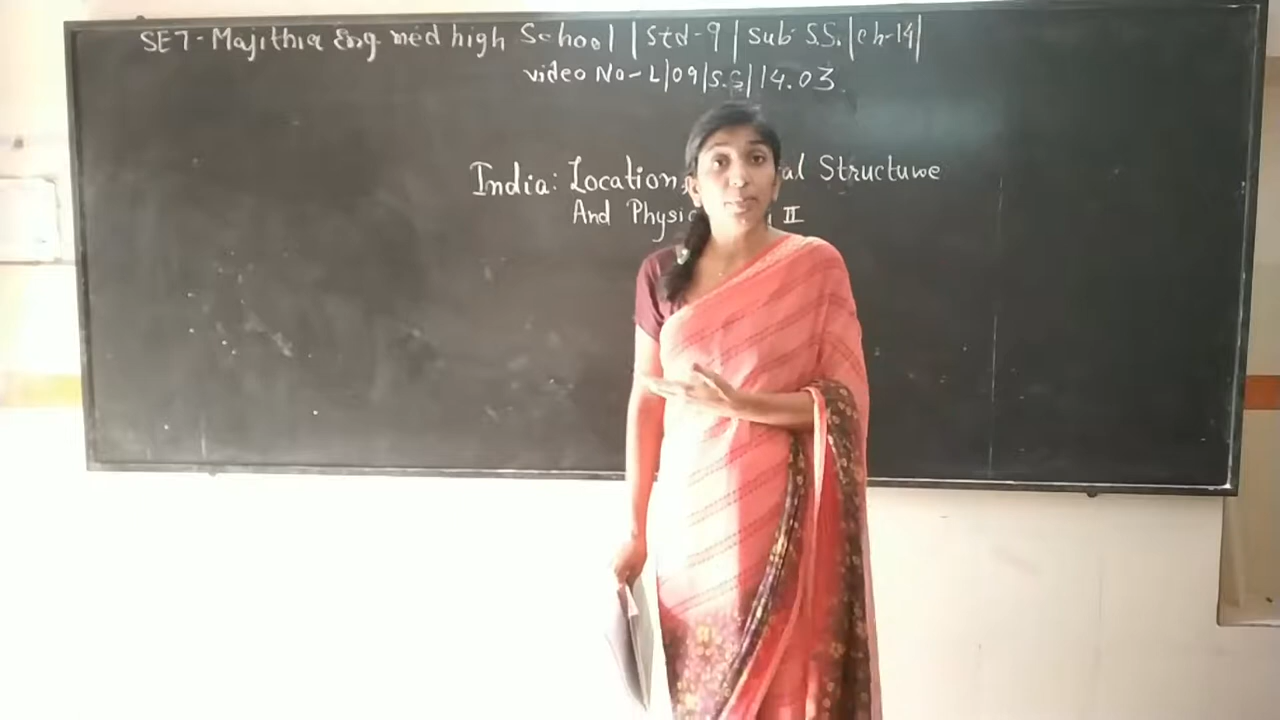 SET - Majithia Eng med high School | Std-9 | Sub S.S. | ch-14 |
video No - L|09|S.S|14.03
India: Location, al Structure
And Physic II